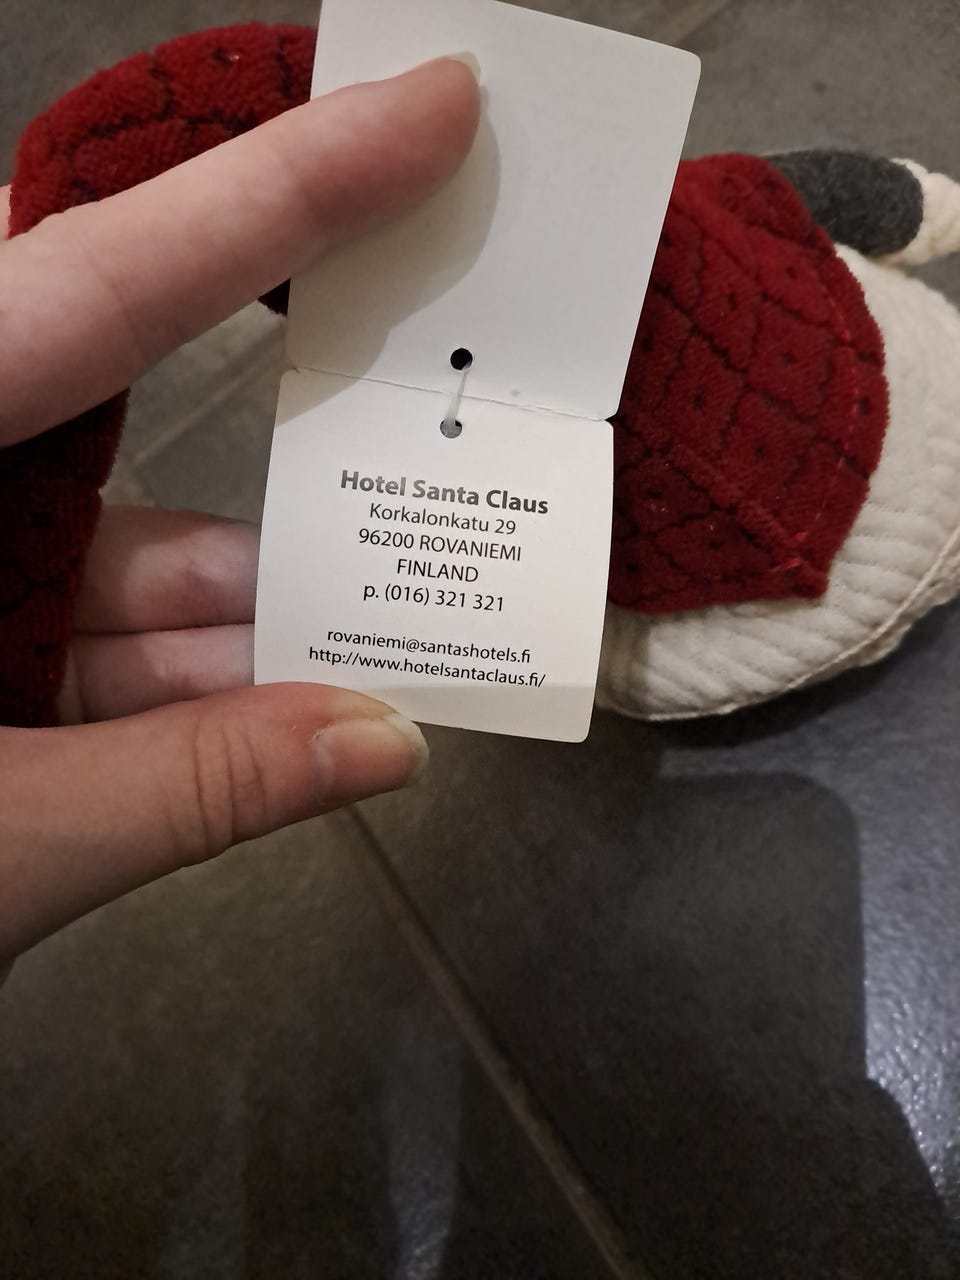 Hotel Santa Claus
Korkalonkatu 29
96200 ROVANIEMI
FINLAND
p. (016) 321 321
rovaniemi@santashotels.fi
http://www.hotelsantaclaus.fi/